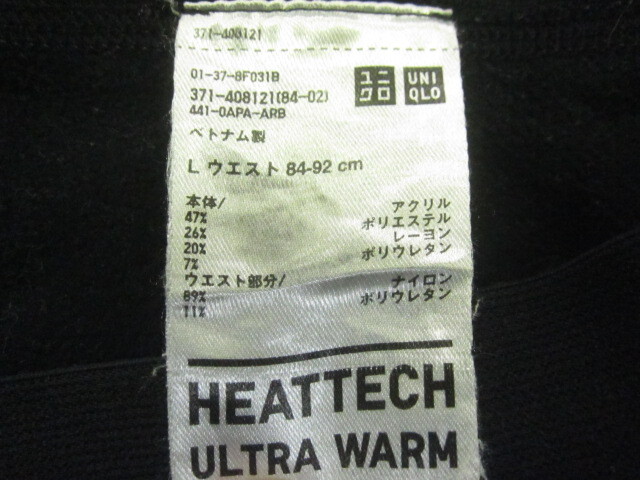 371-408121
01-37-8F031B
ユニクロ
UNIQLO
371-408121(84-02)
441-0APA-ARB
ベトナム製
L ウエスト 84-92 cm
本体/
47% アクリル
26% ポリエステル
20% レーヨン
7% ポリウレタン
ウエスト部分/
89% ナイロン
11% ポリウレタン
HEATTECH
ULTRA WARM